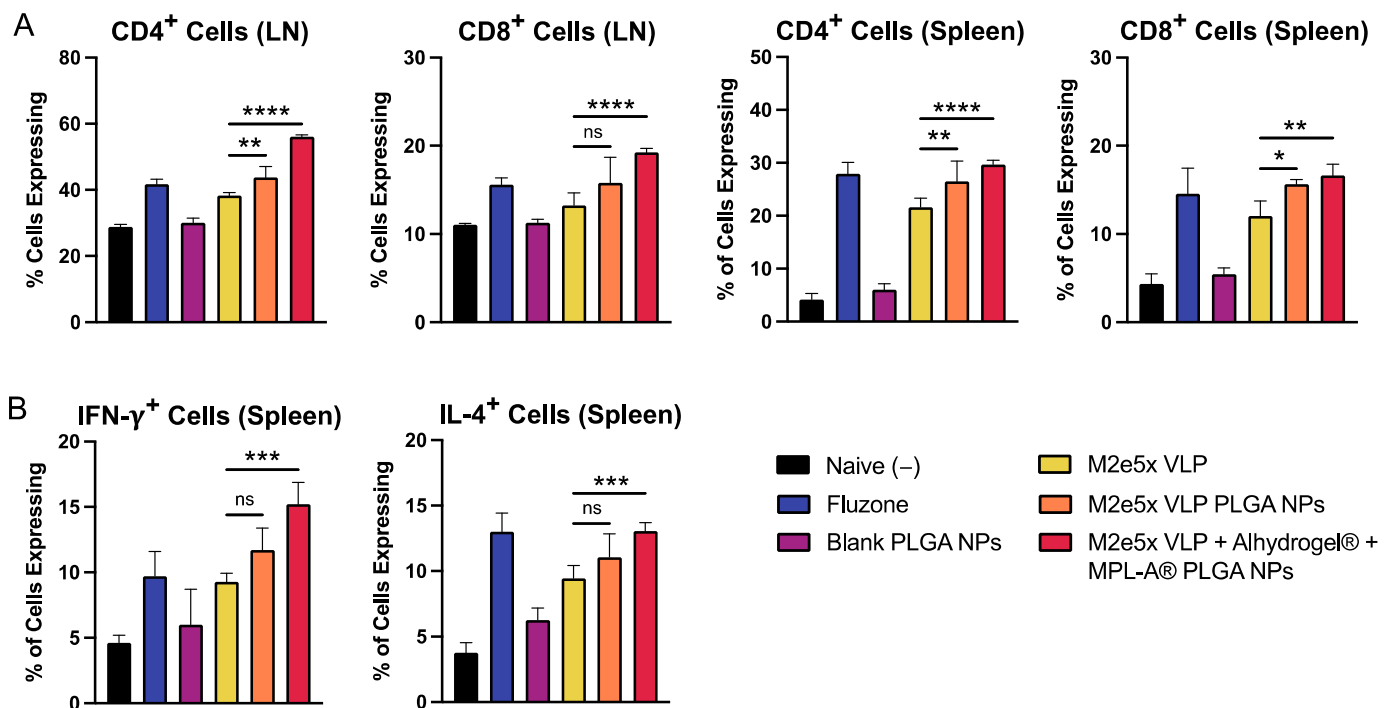 A
CD4⁺ Cells (LN)
% Cells Expressing
80
60
40
20
0
**
****
CD8⁺ Cells (LN)
% Cells Expressing
30
20
10
0
ns
****
CD4⁺ Cells (Spleen)
% of Cells Expressing
50
40
30
20
10
0
**
****
CD8⁺ Cells (Spleen)
% of Cells Expressing
30
20
10
0
*
**
B
IFN-γ⁺ Cells (Spleen)
% of Cells Expressing
20
15
10
5
0
ns
***
IL-4⁺ Cells (Spleen)
% of Cells Expressing
20
15
10
5
0
ns
***
Naive (–)
Fluzone
Blank PLGA NPs
M2e5x VLP
M2e5x VLP PLGA NPs
M2e5x VLP + Alhydrogel® +
MPL-A® PLGA NPs